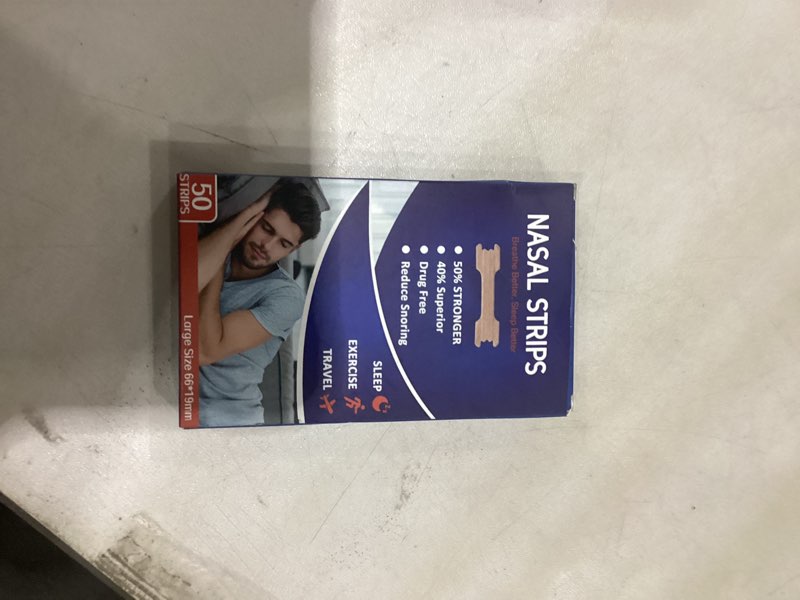 NASAL STRIPS
Breathe Better, Sleep Better
50% STRONGER
40% Superior
Drug Free
Reduce Snoring
SLEEP
EXERCISE
TRAVEL
50
STRIPS
Large Size 66*19mm